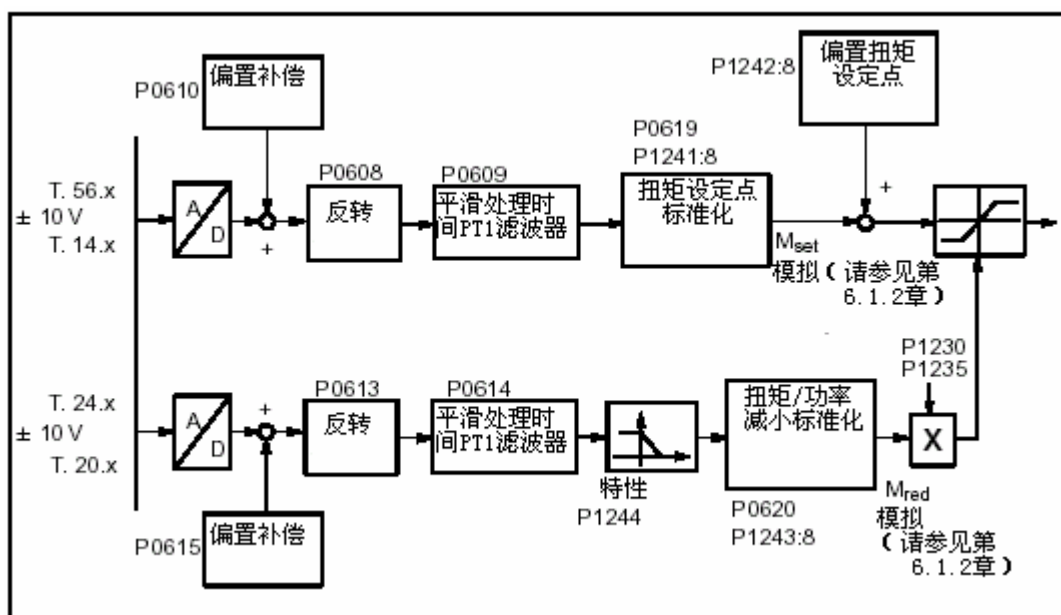 P0610
偏置补偿
P1242:8
偏置扭矩
设定点
P0619
P1241:8
T. 56.x
± 10 V
T. 14.x
A
D
+
P0608
反转
P0609
平滑处理时
间PT1滤波器
扭矩设定点
标准化
+
Mset
模拟(请参见第
6.1.2章)
P1230
P1235
T. 24.x
± 10 V
T. 20.x
A
D
+
P0613
反转
P0614
平滑处理时
间PT1滤波器
特性
P1244
扭矩/功率
减小标准化
P0620
P1243:8
X
Mred
模拟
(请参见第
6.1.2章)
P0615
偏置补偿